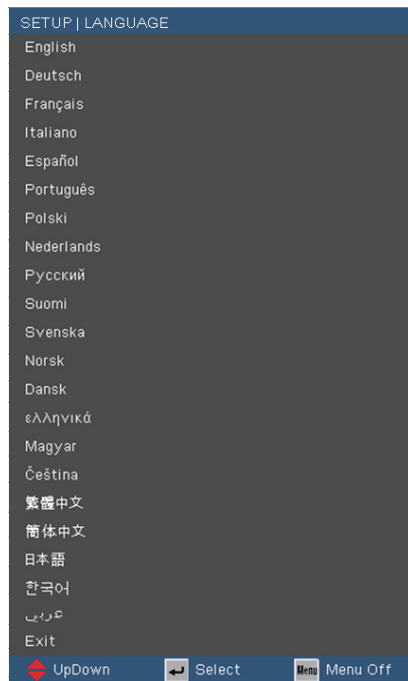 SETUP | LANGUAGE
English
Deutsch
Français
Italiano
Español
Português
Polski
Nederlands
Русский
Suomi
Svenska
Norsk
Dansk
ελληνικά
Magyar
Čeština
繁體中文
简体中文
日本語
한국어
عربي
Exit
UpDown Select Menu Menu Off